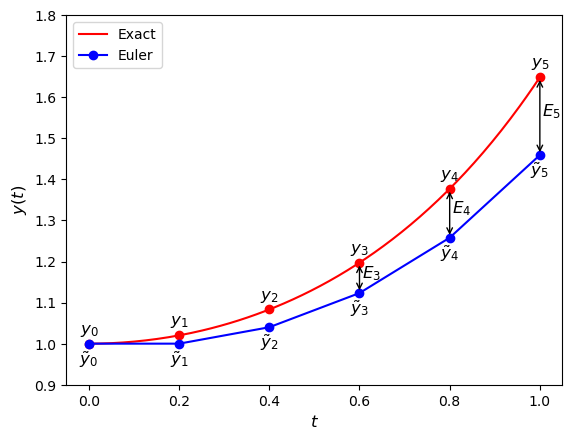 1.8
1.7
1.6
1.5
1.4
1.3
1.2
1.1
1.0
0.9
y(t)
Exact
Euler
y₀
ỹ₀
y₁
ỹ₁
y₂
ỹ₂
y₃
E₃
ỹ₃
y₄
E₄
ỹ₄
y₅
E₅
ỹ₅
0.0 0.2 0.4 0.6 0.8 1.0
t